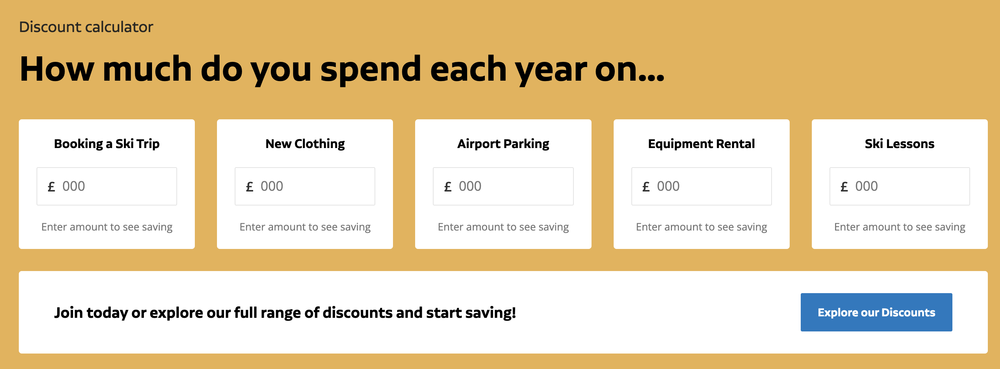 Discount calculator
How much do you spend each year on...
Booking a Ski Trip
£ 000
Enter amount to see saving
New Clothing
£ 000
Enter amount to see saving
Airport Parking
£ 000
Enter amount to see saving
Equipment Rental
£ 000
Enter amount to see saving
Ski Lessons
£ 000
Enter amount to see saving
Join today or explore our full range of discounts and start saving!
Explore our Discounts